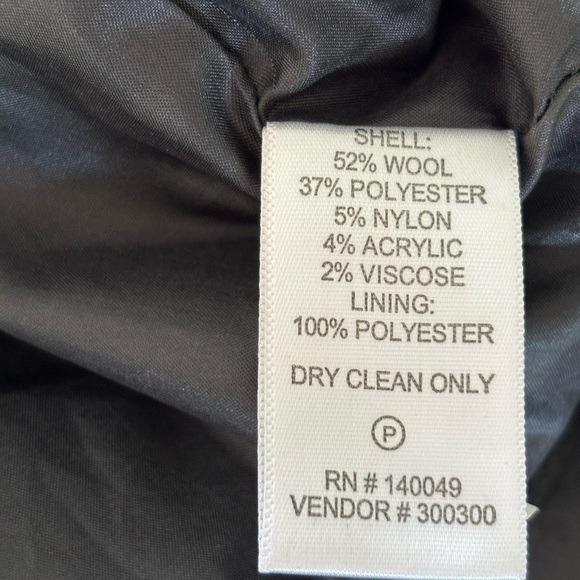 SHELL:
52% WOOL
37% POLYESTER
5% NYLON
4% ACRYLIC
2% VISCOSE
LINING:
100% POLYESTER
DRY CLEAN ONLY
P
RN # 140049
VENDOR # 300300